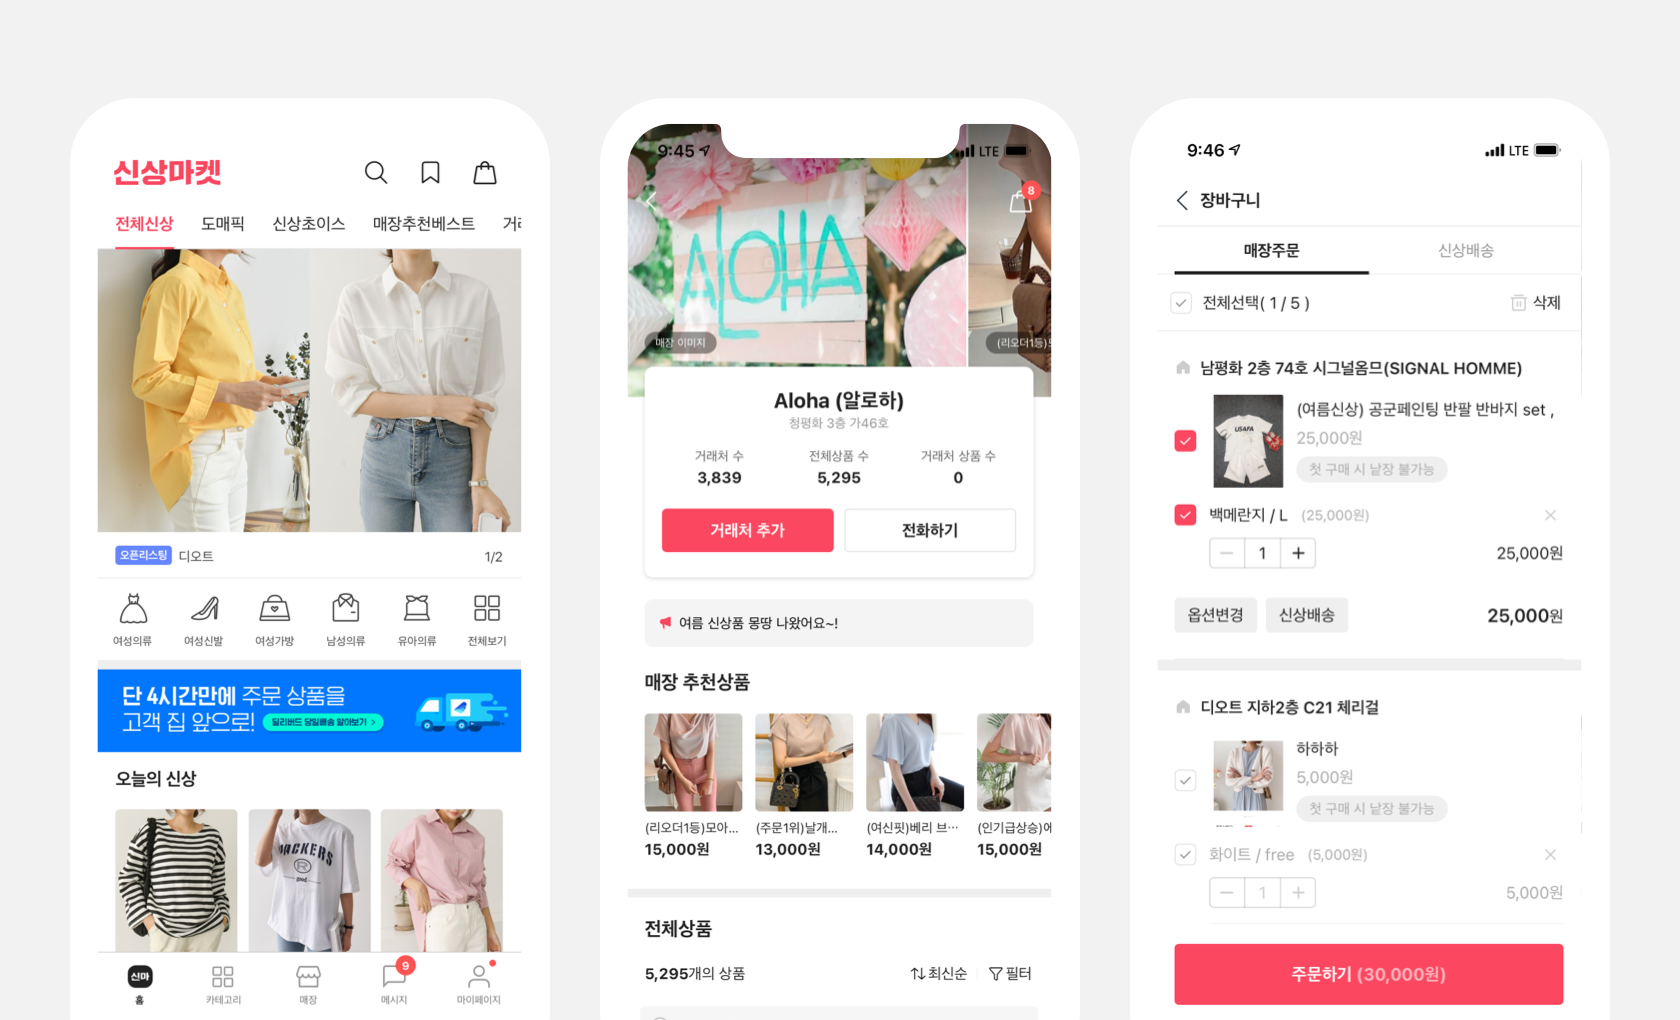 신상마켓
전체신상 도매픽 신상초이스 매장추천베스트
오픈리스팅 디오트 1/2
여성의류 여성신발 여성가방 남성의류 유아의류 전체보기
단 4시간만에 주문 상품을
고객 집 앞으로! 딜리버드 당일배송 알아보기 >
오늘의 신상
PACKERS
R
good
9
신마
홈 카테고리 매장 메시지 마이페이지
9:45 LTE
8
ALOHA
매장 이미지 (리오더1등)
Aloha (알로하)
청평화 3층 가46호
거래처 수 전체상품 수 거래처 상품 수
3,839 5,295 0
거래처 추가 전화하기
여름 신상품 몽땅 나왔어요~!
매장 추천상품
(리오더1등)모아... (주문1위)날개... (여신핏)베리 브... (인기급상승)에
15,000원 13,000원 14,000원 15,000원
전체상품
5,295개의 상품 최신순 필터
9:46 LTE
장바구니
매장주문 신상배송
전체선택( 1 / 5 ) 삭제
남평화 2층 74호 시그널옴므(SIGNAL HOMME)
USAFA
(여름신상) 공군페인팅 반팔 반바지 set ,
25,000원
첫 구매 시 낱장 불가능
백메란지 / L (25,000원)
1 25,000원
옵션변경 신상배송 25,000원
디오트 지하2층 C21 체리걸
하하하
5,000원
첫 구매 시 낱장 불가능
화이트 / free (5,000원)
1 5,000원
주문하기 (30,000원)